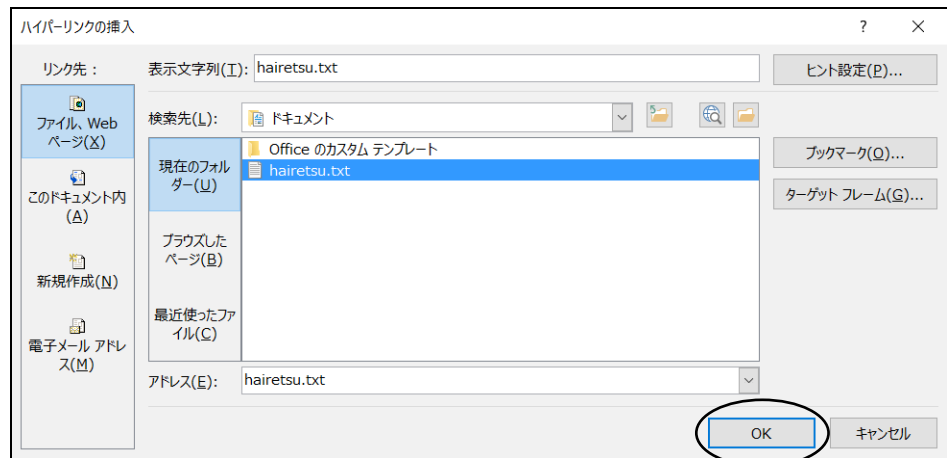 ハイパーリンクの挿入
?
リンク先：
表示文字列(T): hairetsu.txt
ヒント設定(P)...
ファイル、Web
ページ(X)
検索先(L): ドキュメント
このドキュメント内
(A)
新規作成(N)
電子メール アドレ
ス(M)
現在のフォル
ダー(U)
ブラウズした
ページ(B)
最近使ったファ
イル(C)
Office のカスタム テンプレート
hairetsu.txt
ブックマーク(O)...
ターゲット フレーム(G)...
アドレス(E): hairetsu.txt
OK
キャンセル